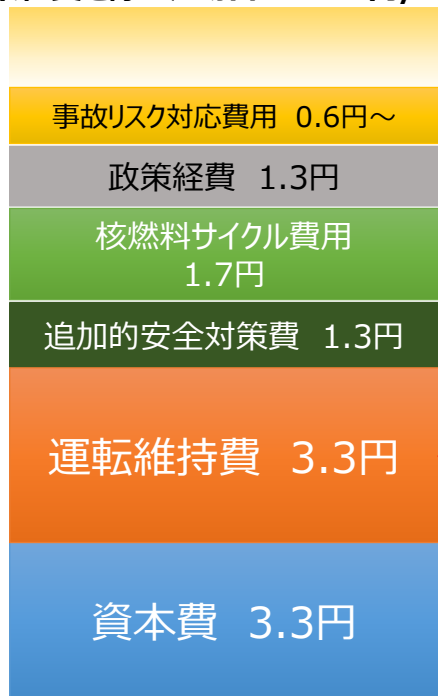 事故リスク対応費用 0.6円～
政策経費 1.3円
核燃料サイクル費用
1.7円
追加的安全対策費 1.3円
運転維持費 3.3円
資本費 3.3円